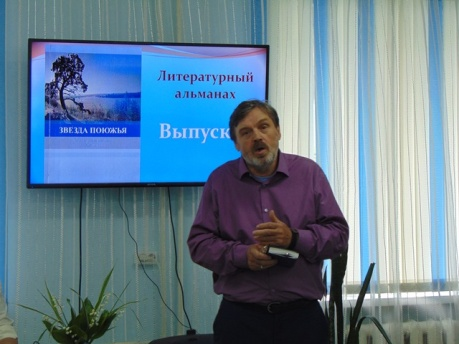 Литературный
альманах
ЗВЕЗДА ПОЮЖЬЯ
Выпуск